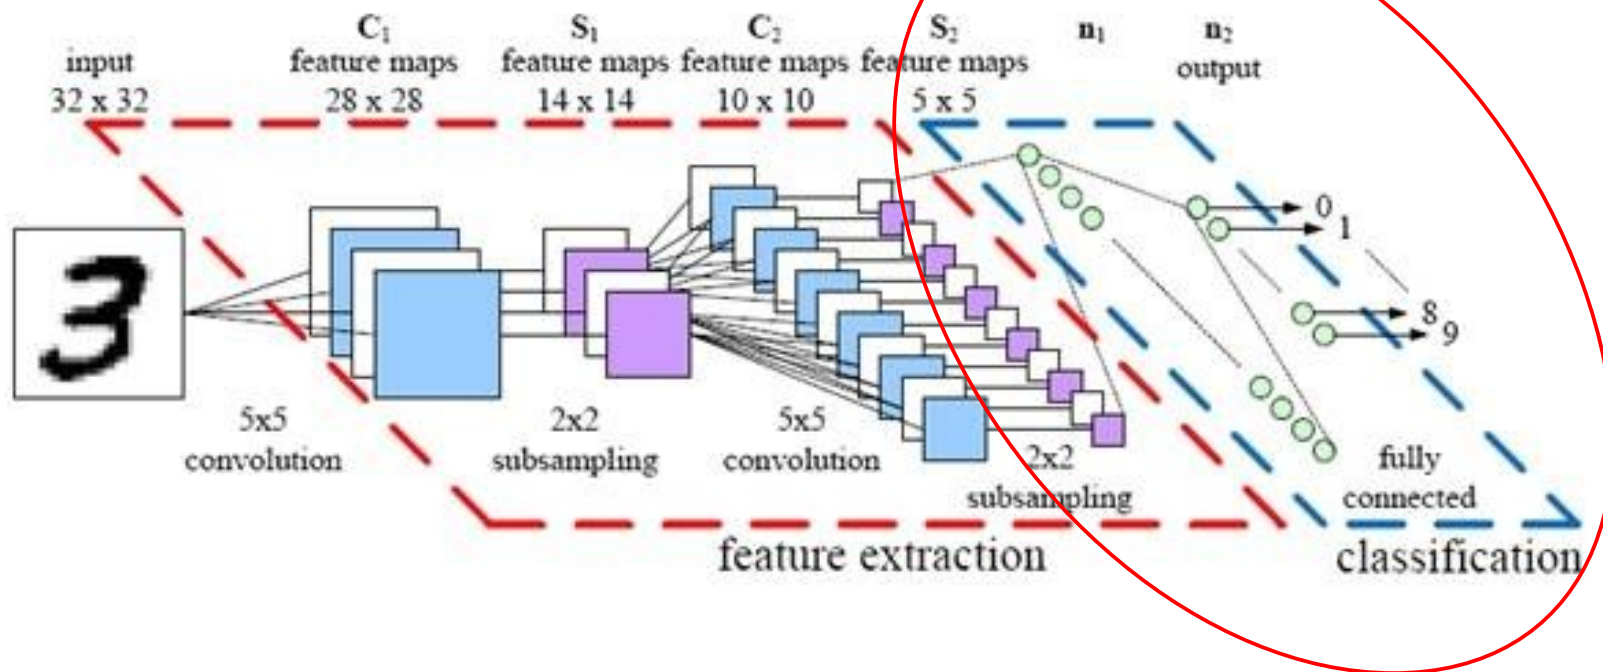 input
32 x 32
C₁
feature maps
28 x 28
S₁
feature maps
14 x 14
C₂
feature maps
10 x 10
S₂
feature maps
5 x 5
n₁
n₂
output
3
0
1
8
9
5x5
convolution
2x2
subsampling
5x5
convolution
2x2
subsampling
fully
connected
feature extraction
classification